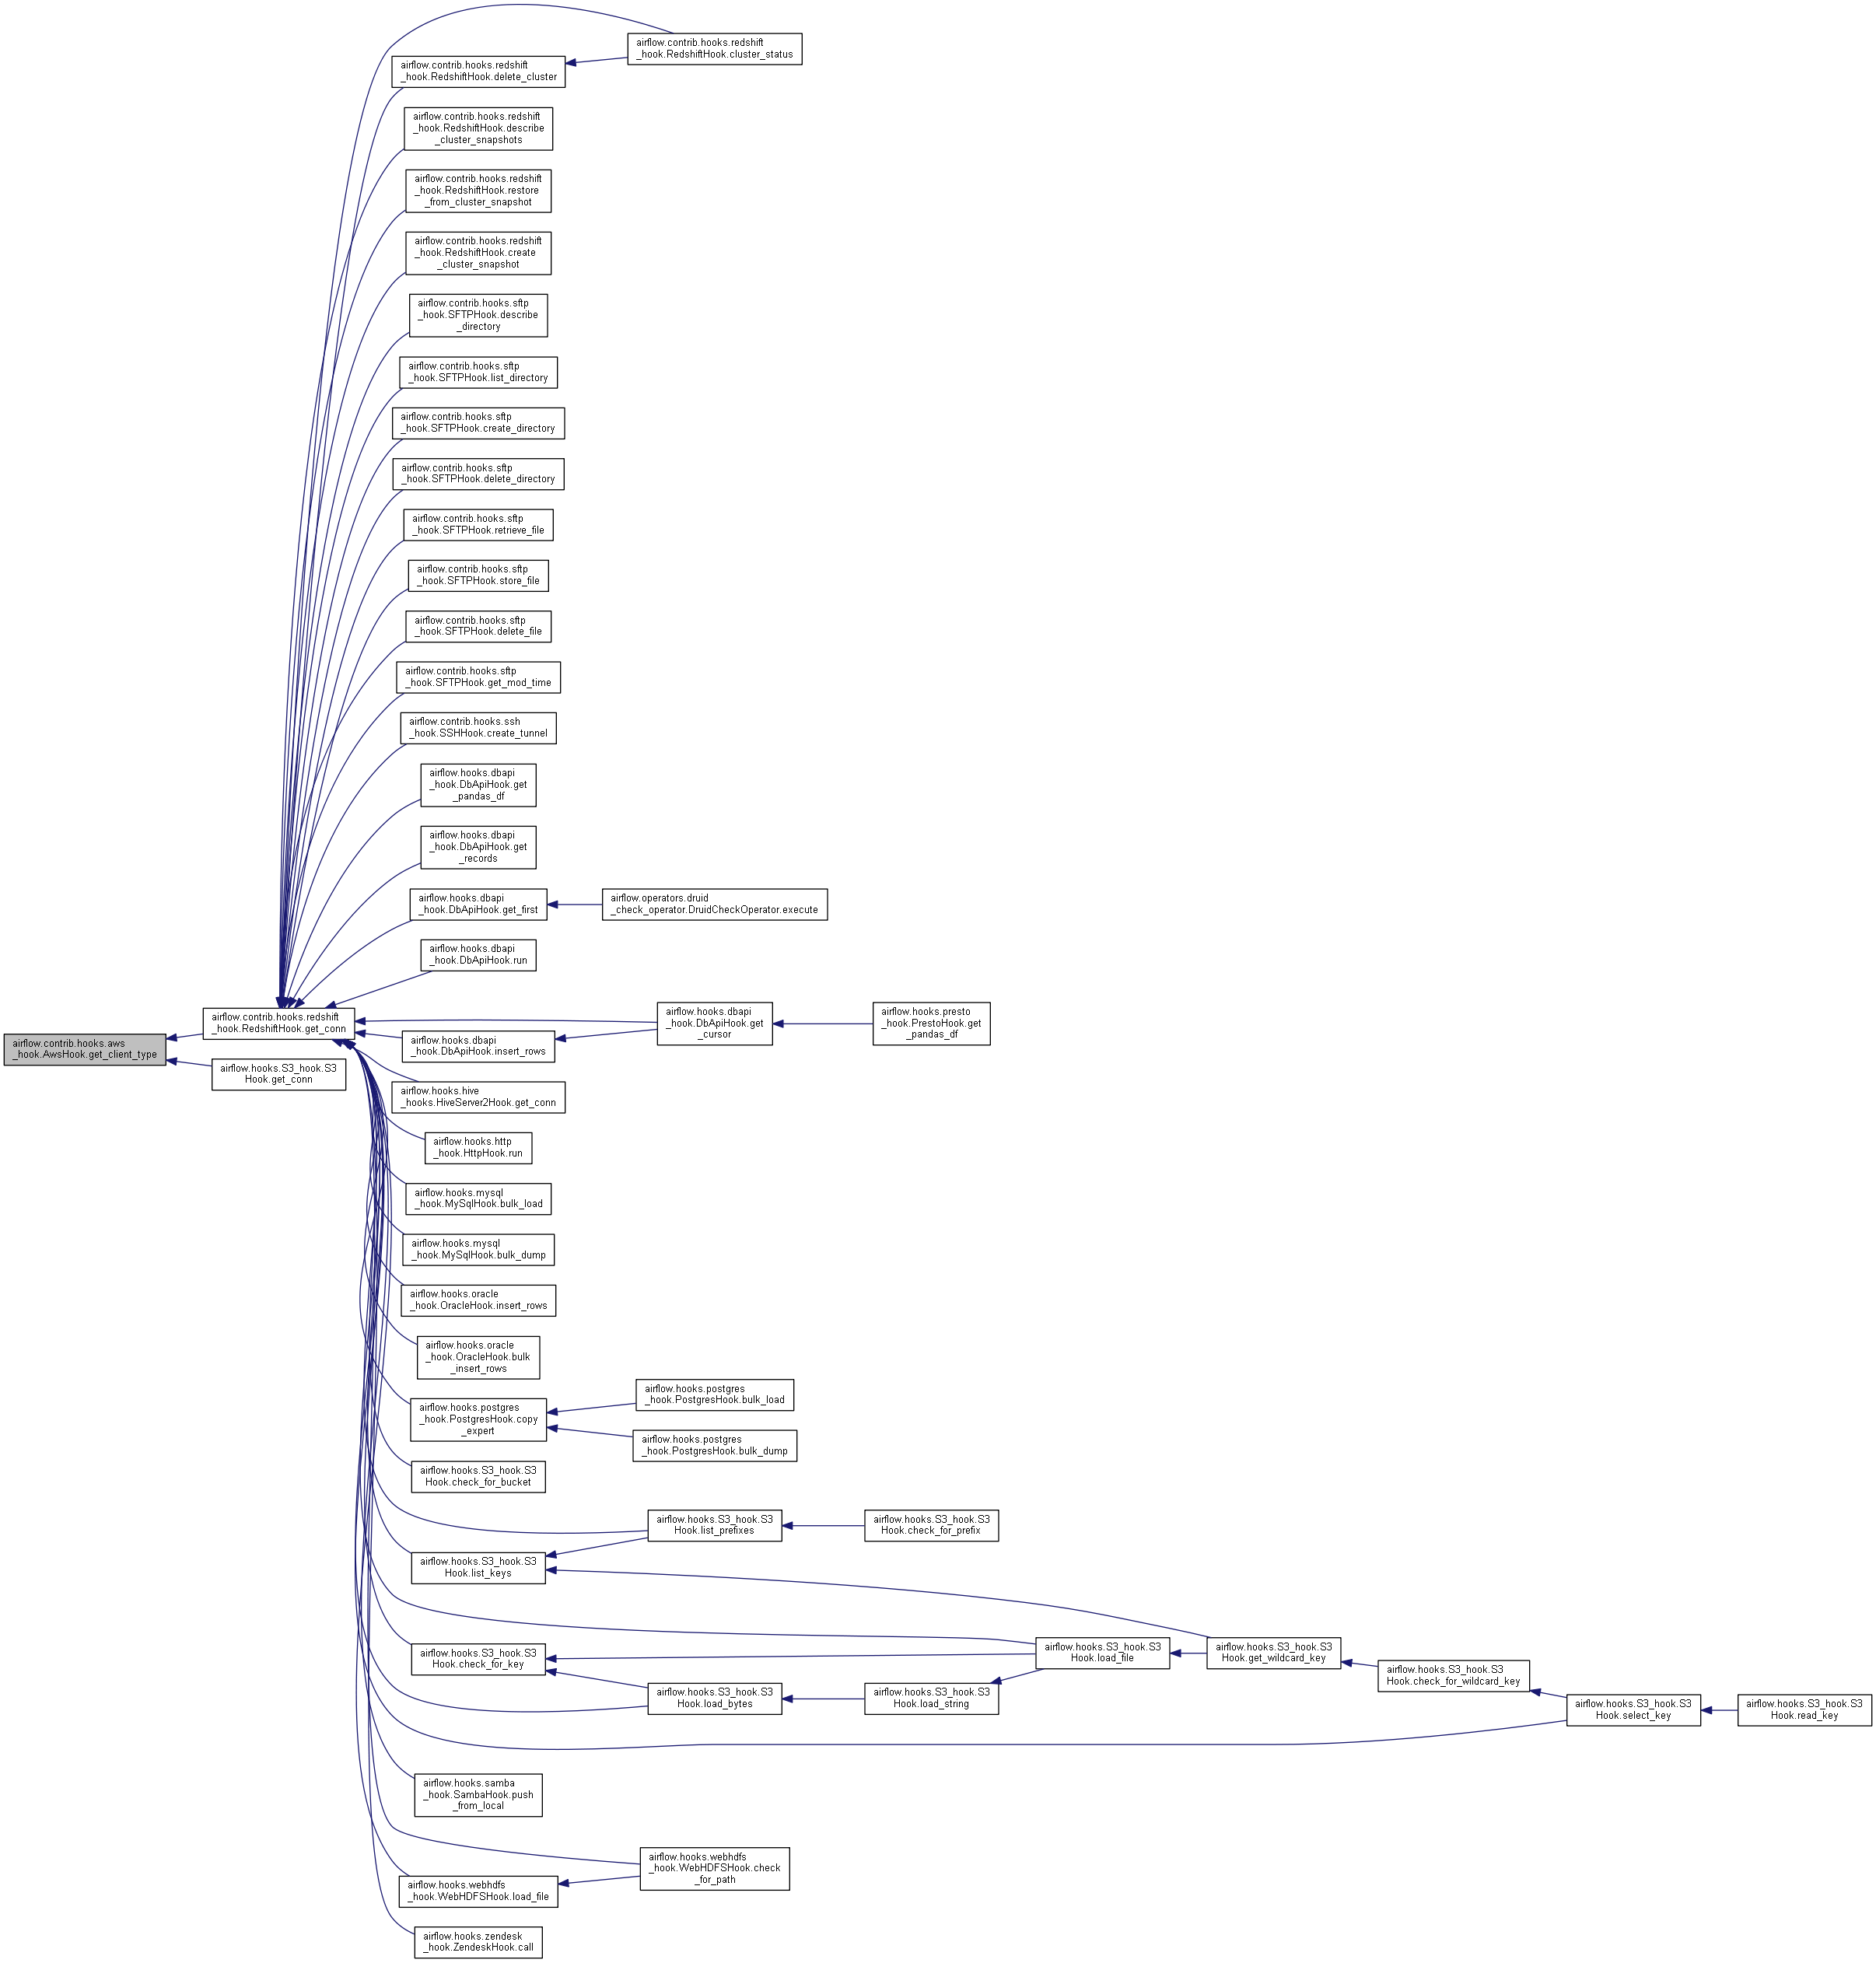 airflow.contrib.hooks.redshift
_hook.RedshiftHook.cluster_status
airflow.contrib.hooks.redshift
_hook.RedshiftHook.delete_cluster
airflow.contrib.hooks.redshift
_hook.RedshiftHook.describe
_cluster_snapshots
airflow.contrib.hooks.redshift
_hook.RedshiftHook.restore
_from_cluster_snapshot
airflow.contrib.hooks.redshift
_hook.RedshiftHook.create
_cluster_snapshot
airflow.contrib.hooks.sftp
_hook.SFTPHook.describe
_directory
airflow.contrib.hooks.sftp
_hook.SFTPHook.list_directory
airflow.contrib.hooks.sftp
_hook.SFTPHook.create_directory
airflow.contrib.hooks.sftp
_hook.SFTPHook.delete_directory
airflow.contrib.hooks.sftp
_hook.SFTPHook.retrieve_file
airflow.contrib.hooks.sftp
_hook.SFTPHook.store_file
airflow.contrib.hooks.sftp
_hook.SFTPHook.delete_file
airflow.contrib.hooks.sftp
_hook.SFTPHook.get_mod_time
airflow.contrib.hooks.ssh
_hook.SSHHook.create_tunnel
airflow.hooks.dbapi
_hook.DbApiHook.get
_pandas_df
airflow.hooks.dbapi
_hook.DbApiHook.get
_records
airflow.hooks.dbapi
_hook.DbApiHook.get_first
airflow.operators.druid
_check_operator.DruidCheckOperator.execute
airflow.hooks.dbapi
_hook.DbApiHook.run
airflow.contrib.hooks.redshift
_hook.RedshiftHook.get_conn
airflow.hooks.dbapi
_hook.DbApiHook.get
_cursor
airflow.hooks.presto
_hook.PrestoHook.get
_pandas_df
airflow.contrib.hooks.aws
_hook.AwsHook.get_client_type
airflow.hooks.dbapi
_hook.DbApiHook.insert_rows
airflow.hooks.S3_hook.S3
Hook.get_conn
airflow.hooks.hive
_hooks.HiveServer2Hook.get_conn
airflow.hooks.http
_hook.HttpHook.run
airflow.hooks.mysql
_hook.MySqlHook.bulk_load
airflow.hooks.mysql
_hook.MySqlHook.bulk_dump
airflow.hooks.oracle
_hook.OracleHook.insert_rows
airflow.hooks.oracle
_hook.OracleHook.bulk
_insert_rows
airflow.hooks.postgres
_hook.PostgresHook.copy
_expert
airflow.hooks.postgres
_hook.PostgresHook.bulk_load
airflow.hooks.postgres
_hook.PostgresHook.bulk_dump
airflow.hooks.S3_hook.S3
Hook.check_for_bucket
airflow.hooks.S3_hook.S3
Hook.list_prefixes
airflow.hooks.S3_hook.S3
Hook.check_for_prefix
airflow.hooks.S3_hook.S3
Hook.list_keys
airflow.hooks.S3_hook.S3
Hook.check_for_key
airflow.hooks.S3_hook.S3
Hook.load_file
airflow.hooks.S3_hook.S3
Hook.get_wildcard_key
airflow.hooks.S3_hook.S3
Hook.check_for_wildcard_key
airflow.hooks.S3_hook.S3
Hook.load_bytes
airflow.hooks.S3_hook.S3
Hook.load_string
airflow.hooks.S3_hook.S3
Hook.select_key
airflow.hooks.S3_hook.S3
Hook.read_key
airflow.hooks.samba
_hook.SambaHook.push
_from_local
airflow.hooks.webhdfs
_hook.WebHDFSHook.check
_for_path
airflow.hooks.webhdfs
_hook.WebHDFSHook.load_file
airflow.hooks.zendesk
_hook.ZendeskHook.call